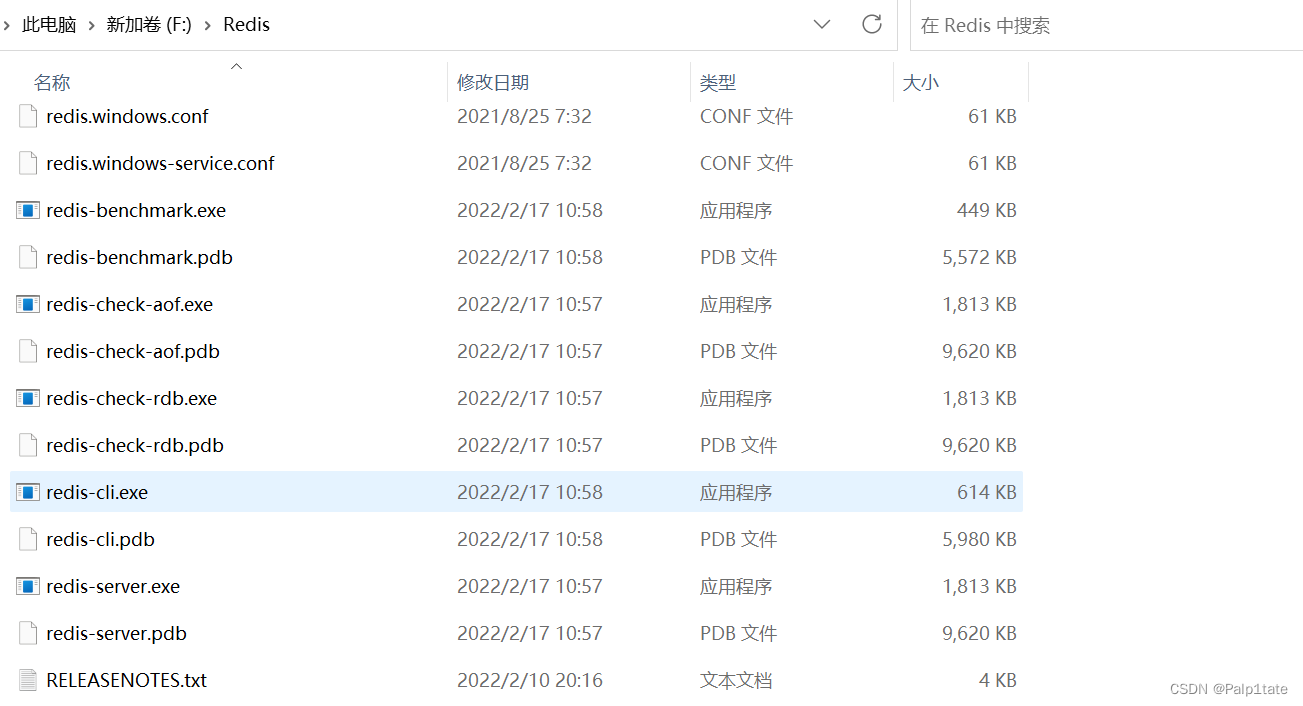 此电脑 新加卷 (F:) Redis 在 Redis 中搜索
名称 修改日期 类型 大小
redis.windows.conf 2021/8/25 7:32 CONF 文件 61 KB
redis.windows-service.conf 2021/8/25 7:32 CONF 文件 61 KB
redis-benchmark.exe 2022/2/17 10:58 应用程序 449 KB
redis-benchmark.pdb 2022/2/17 10:58 PDB 文件 5,572 KB
redis-check-aof.exe 2022/2/17 10:57 应用程序 1,813 KB
redis-check-aof.pdb 2022/2/17 10:57 PDB 文件 9,620 KB
redis-check-rdb.exe 2022/2/17 10:57 应用程序 1,813 KB
redis-check-rdb.pdb 2022/2/17 10:57 PDB 文件 9,620 KB
redis-cli.exe 2022/2/17 10:58 应用程序 614 KB
redis-cli.pdb 2022/2/17 10:58 PDB 文件 5,980 KB
redis-server.exe 2022/2/17 10:57 应用程序 1,813 KB
redis-server.pdb 2022/2/17 10:57 PDB 文件 9,620 KB
RELEASENOTES.txt 2022/2/10 20:16 文本文档 4 KB
CSDN @Palp1tate